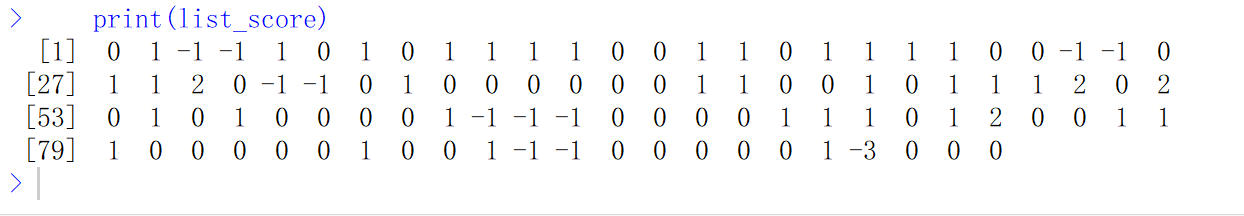 >     print(list_score)
 [1]  0  1 -1 -1  1  0  1  0  1  1  1  1  0  0  1  1  0  1  1  1  1  0  0 -1 -1  0
[27]  1  1  2  0 -1 -1  0  1  0  0  0  0  0  0  1  1  0  0  1  0  1  1  1  2  0  2
[53]  0  1  0  1  0  0  0  0  1 -1 -1 -1  0  0  0  0  1  1  1  0  1  2  0  0  1  1
[79]  1  0  0  0  0  0  1  0  0  1 -1 -1  0  0  0  0  0  1 -3  0  0  0
>